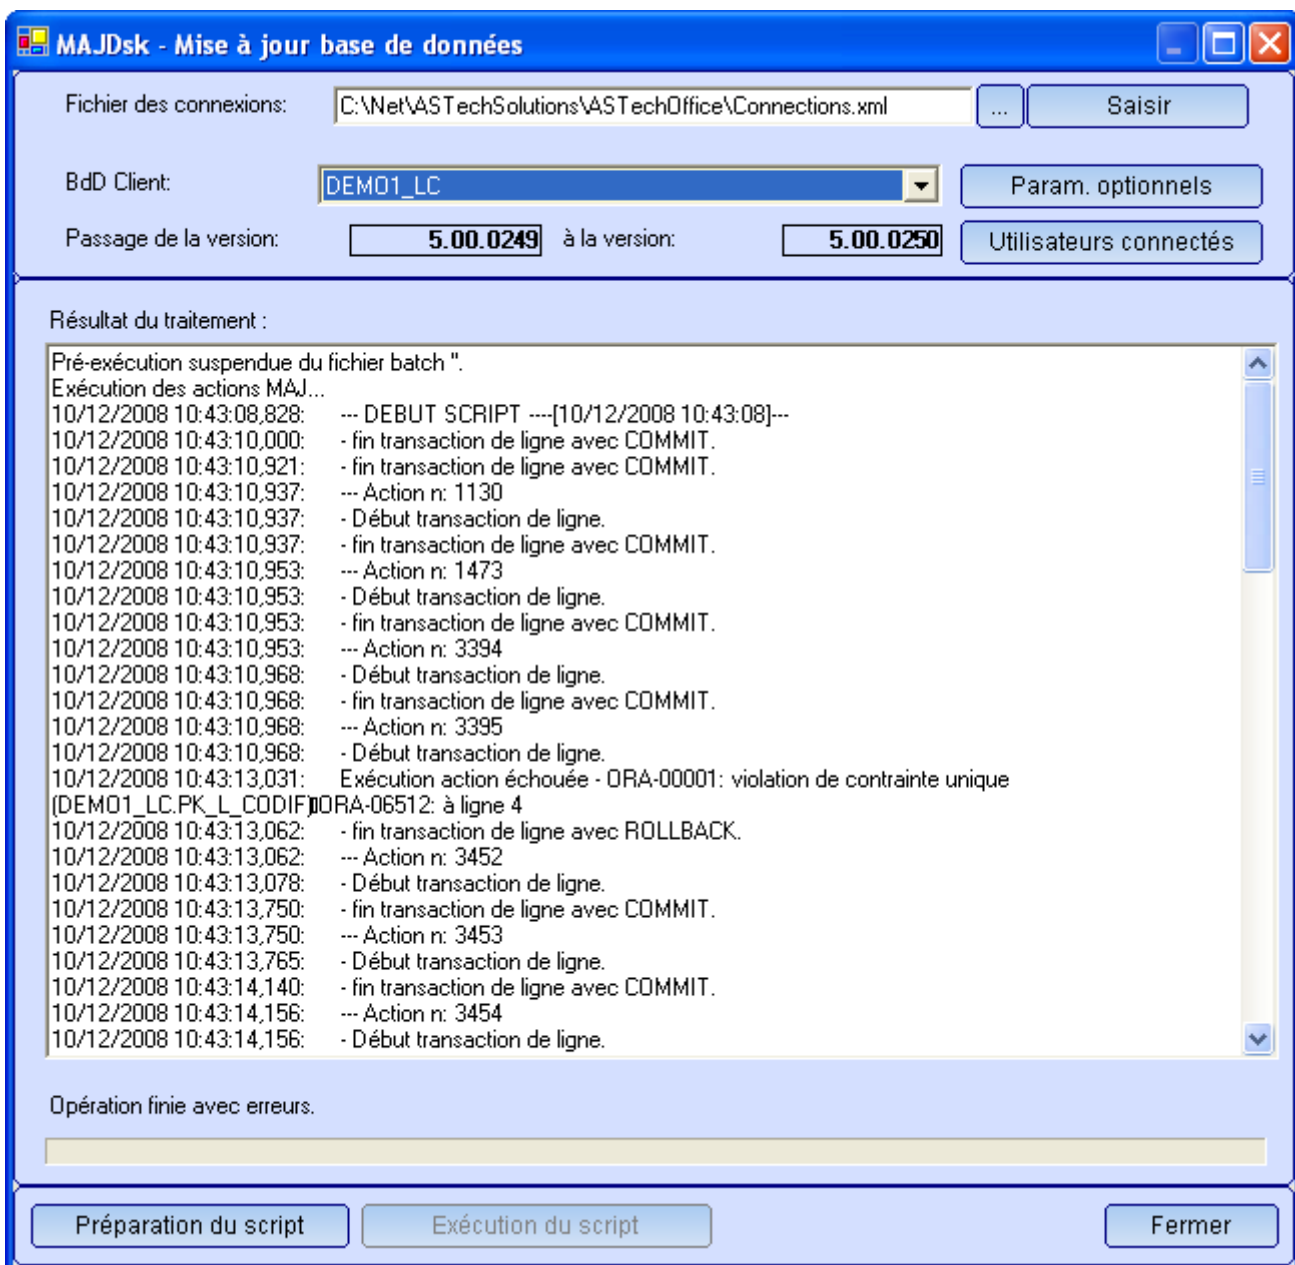 MAJDsk - Mise à jour base de données
Fichier des connexions: C:\Net\ASTechSolutions\ASTechOffice\Connections.xml ... Saisir
BdD Client: DEMO1_LC Param. optionnels
Passage de la version: 5.00.0249 à la version: 5.00.0250 Utilisateurs connectés
Résultat du traitement :
Pré-exécution suspendue du fichier batch ''.
Exécution des actions MAJ...
10/12/2008 10:43:08,828: --- DEBUT SCRIPT ----[10/12/2008 10:43:08]---
10/12/2008 10:43:10,000: - fin transaction de ligne avec COMMIT.
10/12/2008 10:43:10,921: - fin transaction de ligne avec COMMIT.
10/12/2008 10:43:10,937: --- Action n: 1130
10/12/2008 10:43:10,937: - Début transaction de ligne.
10/12/2008 10:43:10,937: - fin transaction de ligne avec COMMIT.
10/12/2008 10:43:10,953: --- Action n: 1473
10/12/2008 10:43:10,953: - Début transaction de ligne.
10/12/2008 10:43:10,953: - fin transaction de ligne avec COMMIT.
10/12/2008 10:43:10,953: --- Action n: 3394
10/12/2008 10:43:10,968: - Début transaction de ligne.
10/12/2008 10:43:10,968: - fin transaction de ligne avec COMMIT.
10/12/2008 10:43:10,968: --- Action n: 3395
10/12/2008 10:43:10,968: - Début transaction de ligne.
10/12/2008 10:43:13,031: Exécution action échouée - ORA-00001: violation de contrainte unique
(DEMO1_LC.PK_L_CODIF)ORA-06512: à ligne 4
10/12/2008 10:43:13,062: - fin transaction de ligne avec ROLLBACK.
10/12/2008 10:43:13,062: --- Action n: 3452
10/12/2008 10:43:13,078: - Début transaction de ligne.
10/12/2008 10:43:13,750: - fin transaction de ligne avec COMMIT.
10/12/2008 10:43:13,750: --- Action n: 3453
10/12/2008 10:43:13,765: - Début transaction de ligne.
10/12/2008 10:43:14,140: - fin transaction de ligne avec COMMIT.
10/12/2008 10:43:14,156: --- Action n: 3454
10/12/2008 10:43:14,156: - Début transaction de ligne.
Opération finie avec erreurs.
Préparation du script Exécution du script Fermer